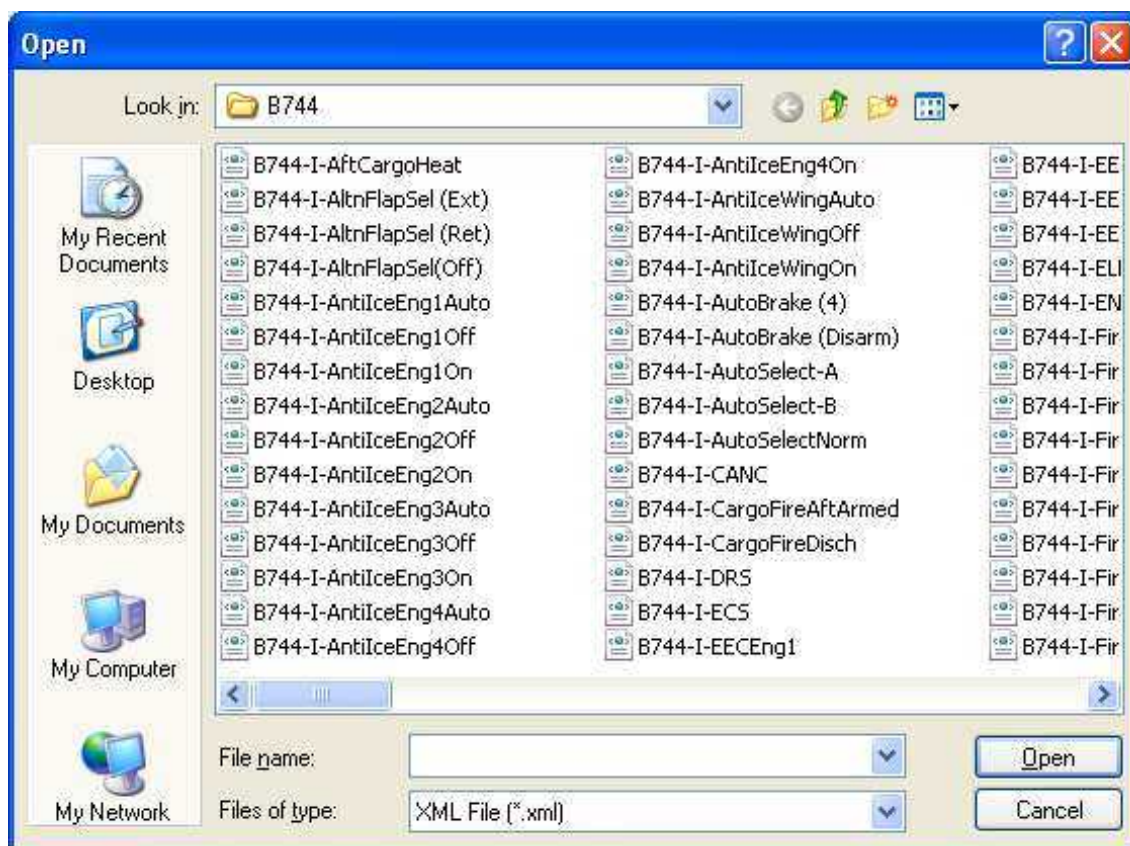 Open
Look in:
B744
My Recent
Documents
Desktop
My Documents
My Computer
My Network
B744-I-AftCargoHeat
B744-I-AltnFlapSel (Ext)
B744-I-AltnFlapSel (Ret)
B744-I-AltnFlapSel(Off)
B744-I-AntiIceEng1Auto
B744-I-AntiIceEng1Off
B744-I-AntiIceEng1On
B744-I-AntiIceEng2Auto
B744-I-AntiIceEng2Off
B744-I-AntiIceEng2On
B744-I-AntiIceEng3Auto
B744-I-AntiIceEng3Off
B744-I-AntiIceEng3On
B744-I-AntiIceEng4Auto
B744-I-AntiIceEng4Off
B744-I-AntiIceEng4On
B744-I-AntiIceWingAuto
B744-I-AntiIceWingOff
B744-I-AntiIceWingOn
B744-I-AutoBrake (4)
B744-I-AutoBrake (Disarm)
B744-I-AutoSelect-A
B744-I-AutoSelect-B
B744-I-AutoSelectNorm
B744-I-CANC
B744-I-CargoFireAftArmed
B744-I-CargoFireDisch
B744-I-DRS
B744-I-ECS
B744-I-EECEng1
B744-I-EE
B744-I-EE
B744-I-EE
B744-I-ELI
B744-I-EN
B744-I-Fir
B744-I-Fir
B744-I-Fir
B744-I-Fir
B744-I-Fir
B744-I-Fir
B744-I-Fir
B744-I-Fir
B744-I-Fir
B744-I-Fir
File name:
Open
Files of type:
XML File (*.xml)
Cancel